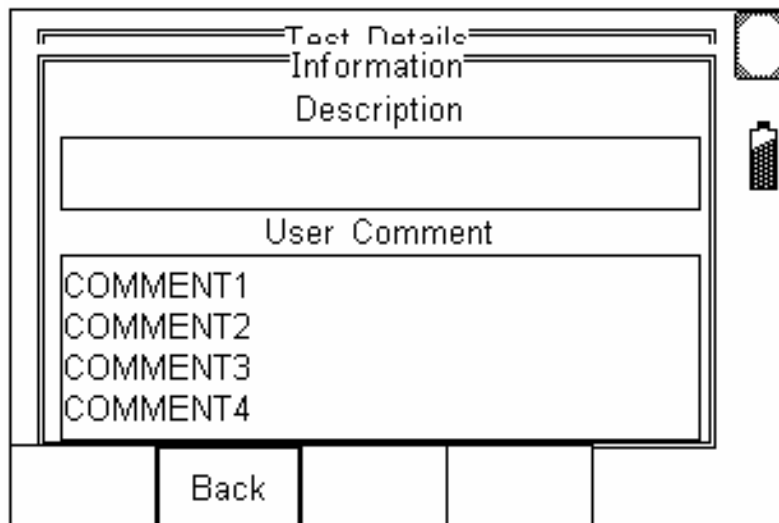 Test Details
Information
Description
User Comment
COMMENT1
COMMENT2
COMMENT3
COMMENT4
Back